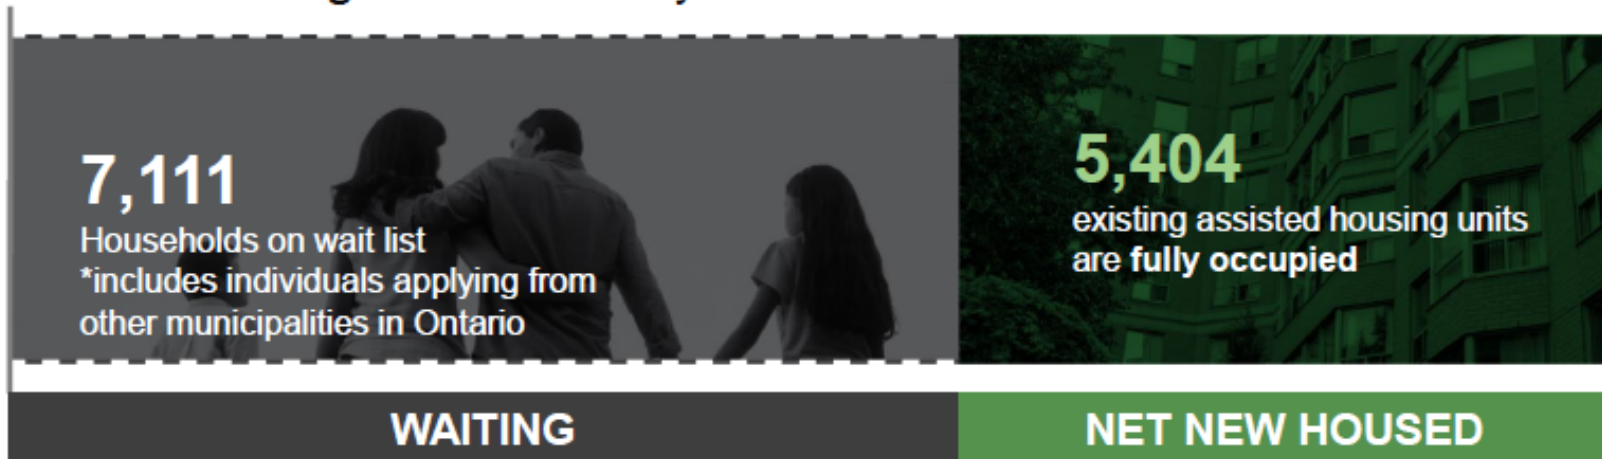 7,111
Households on wait list
*includes individuals applying from
other municipalities in Ontario
5,404
existing assisted housing units
are fully occupied
WAITING
NET NEW HOUSED